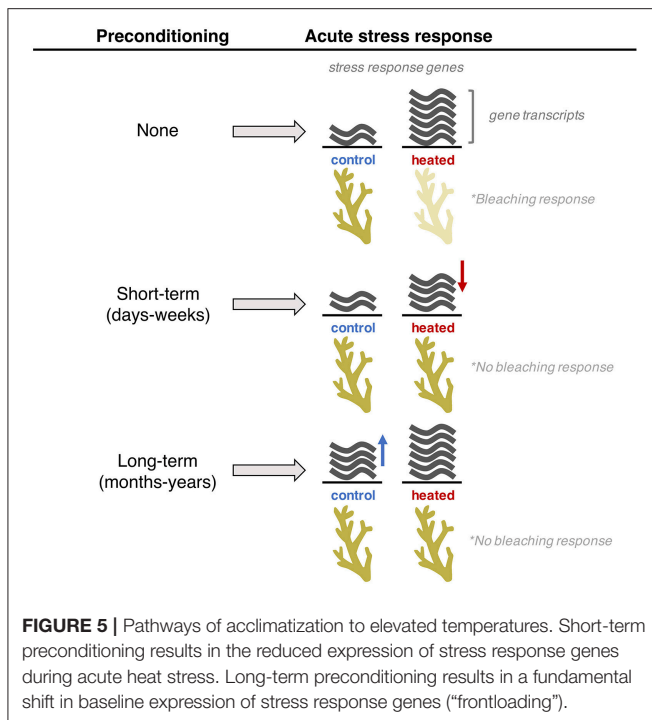 Preconditioning Acute stress response
stress response genes
None
gene transcripts
control heated
*Bleaching response
Short-term
(days-weeks)
control heated
*No bleaching response
Long-term
(months-years)
control heated
*No bleaching response
FIGURE 5 | Pathways of acclimatization to elevated temperatures. Short-term
preconditioning results in the reduced expression of stress response genes
during acute heat stress. Long-term preconditioning results in a fundamental
shift in baseline expression of stress response genes (“frontloading”).